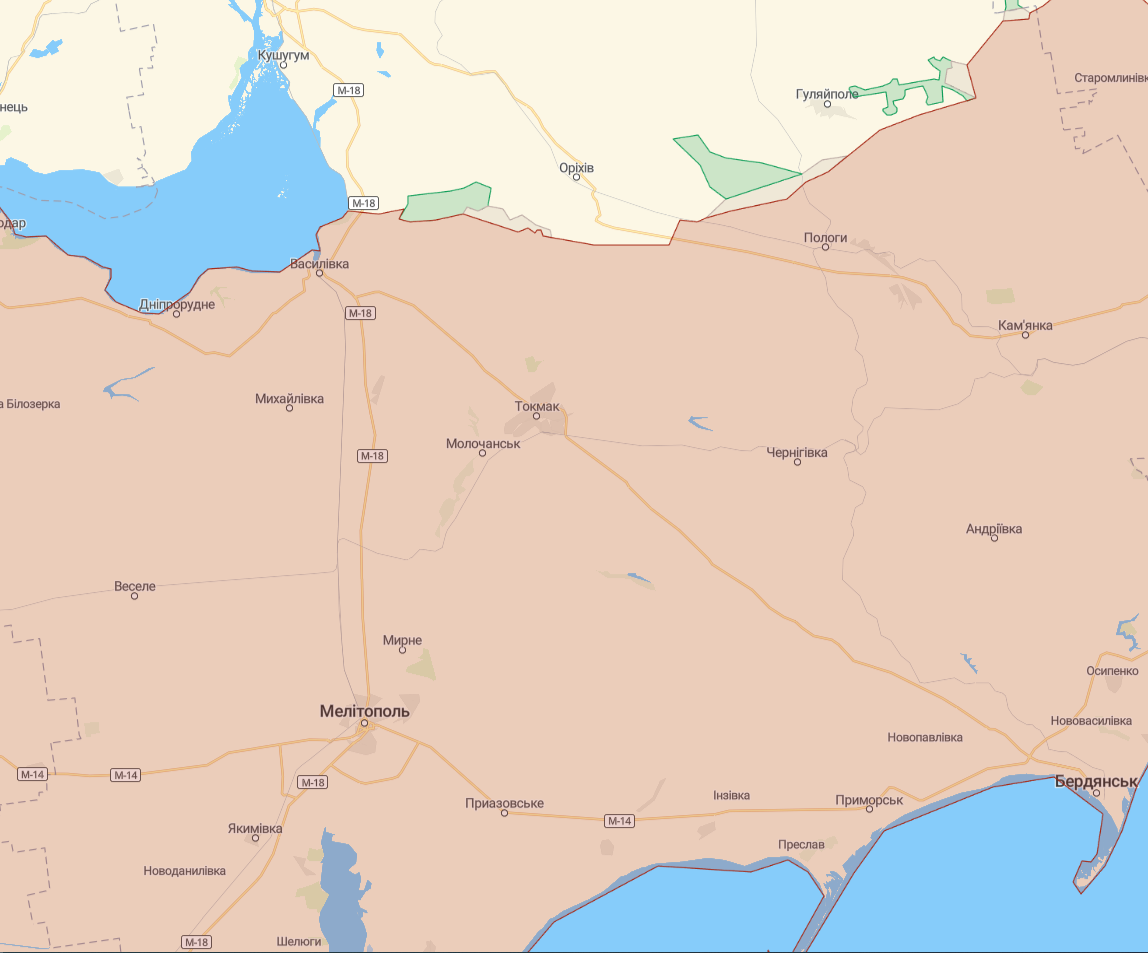 Кушугум
Старомлинівк
М-18
Гуляйполе
нець
Оріхів
М-18
одар
Пологи
Василівка
Дніпрорудне
М-18
Кам'янка
Михайлівка
а Білозерка
Токмак
Молочанськ
М-18
Чернігівка
Андріївка
Веселе
Мирне
Осипенко
Мелітополь
Нововасилівка
Новопавлівка
М-14
М-14
М-18
Бердянськ
Інзівка
Приморськ
Приазовське
М-14
Якимівка
Преслав
Новоданилівка
М-18
Шелюги